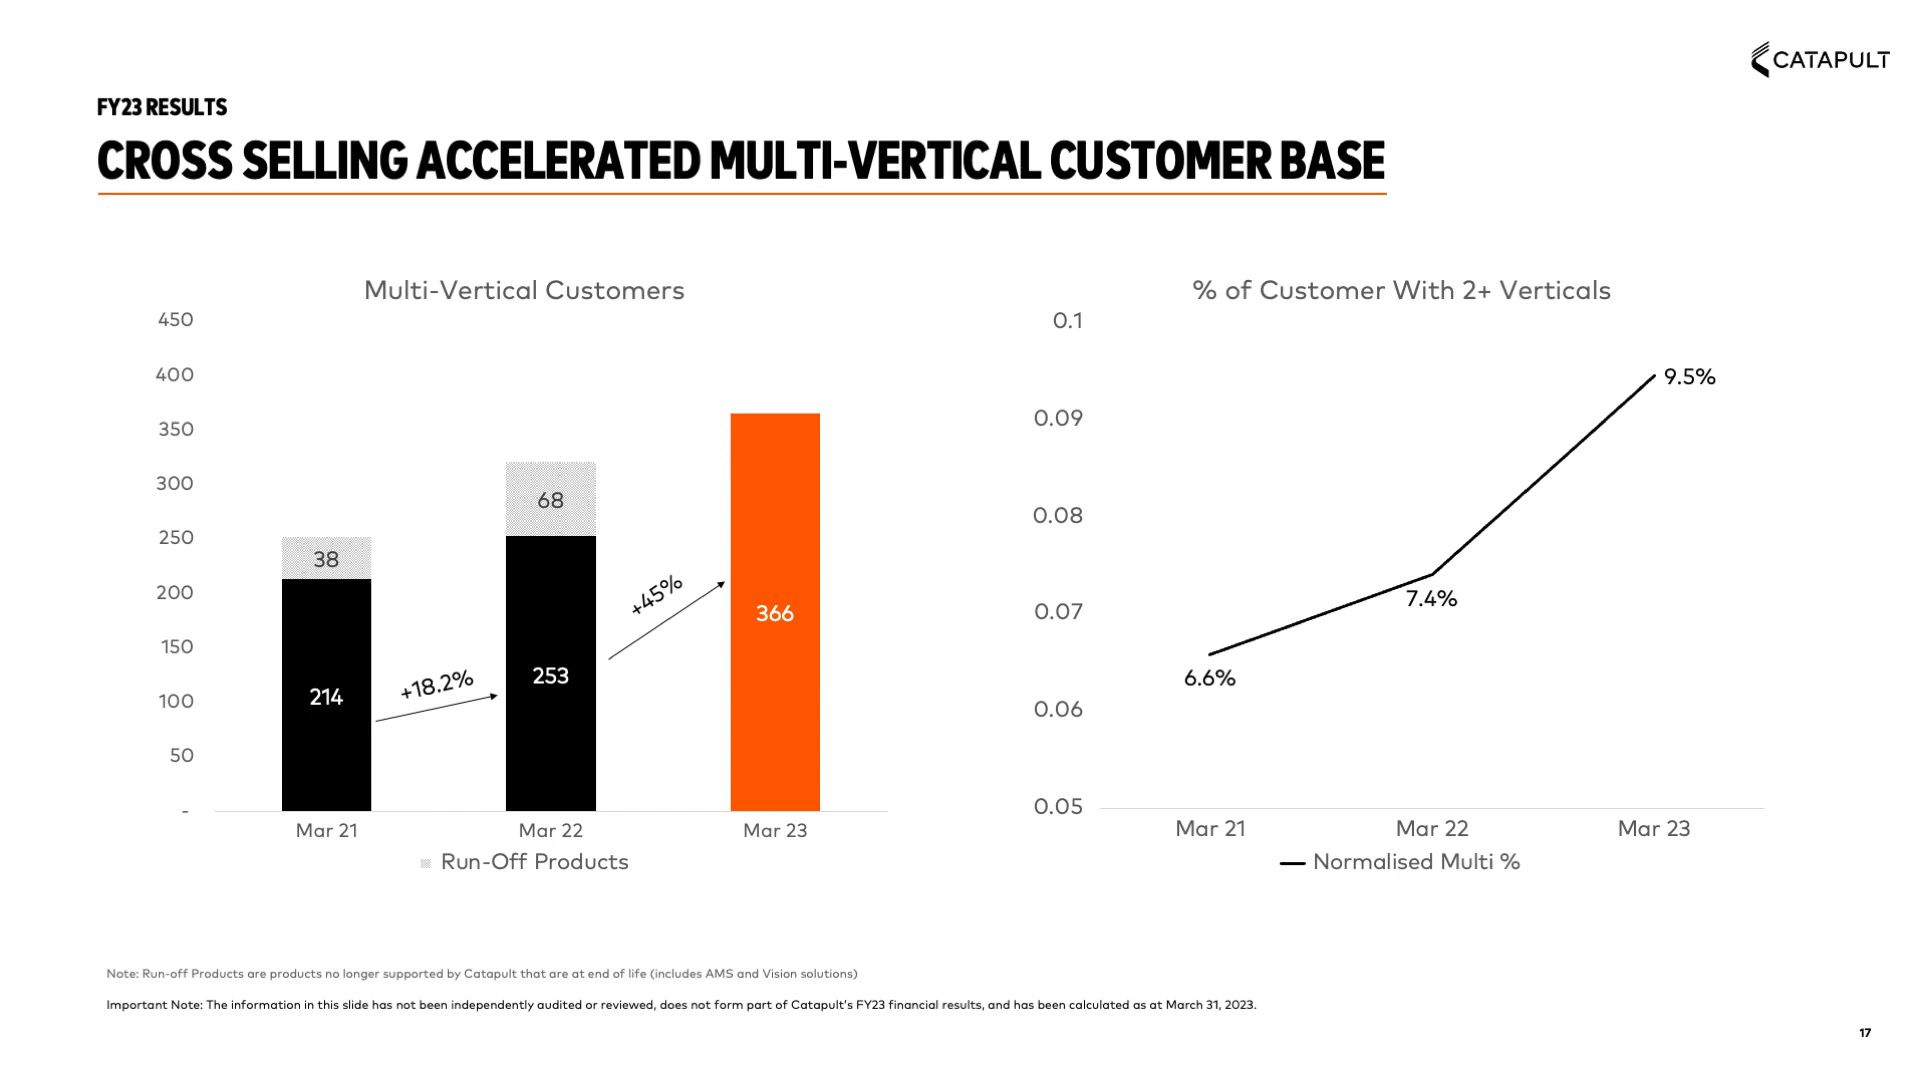 CATAPULT
FY23 RESULTS
CROSS SELLING ACCELERATED MULTI-VERTICAL CUSTOMER BASE
Multi-Vertical Customers
450
400
350
300
250
200
150
100
50
-
38
214
+18.2%
68
253
+45%
366
Mar 21
Mar 22
Mar 23
Run-Off Products
% of Customer With 2+ Verticals
0.1
0.09
0.08
0.07
0.06
0.05
6.6%
7.4%
9.5%
Mar 21
Mar 22
Mar 23
Normalised Multi %
Note: Run-off Products are products no longer supported by Catapult that are at end of life (includes AMS and Vision solutions)
Important Note: The information in this slide has not been independently audited or reviewed, does not form part of Catapult's FY23 financial results, and has been calculated as at March 31, 2023.
17